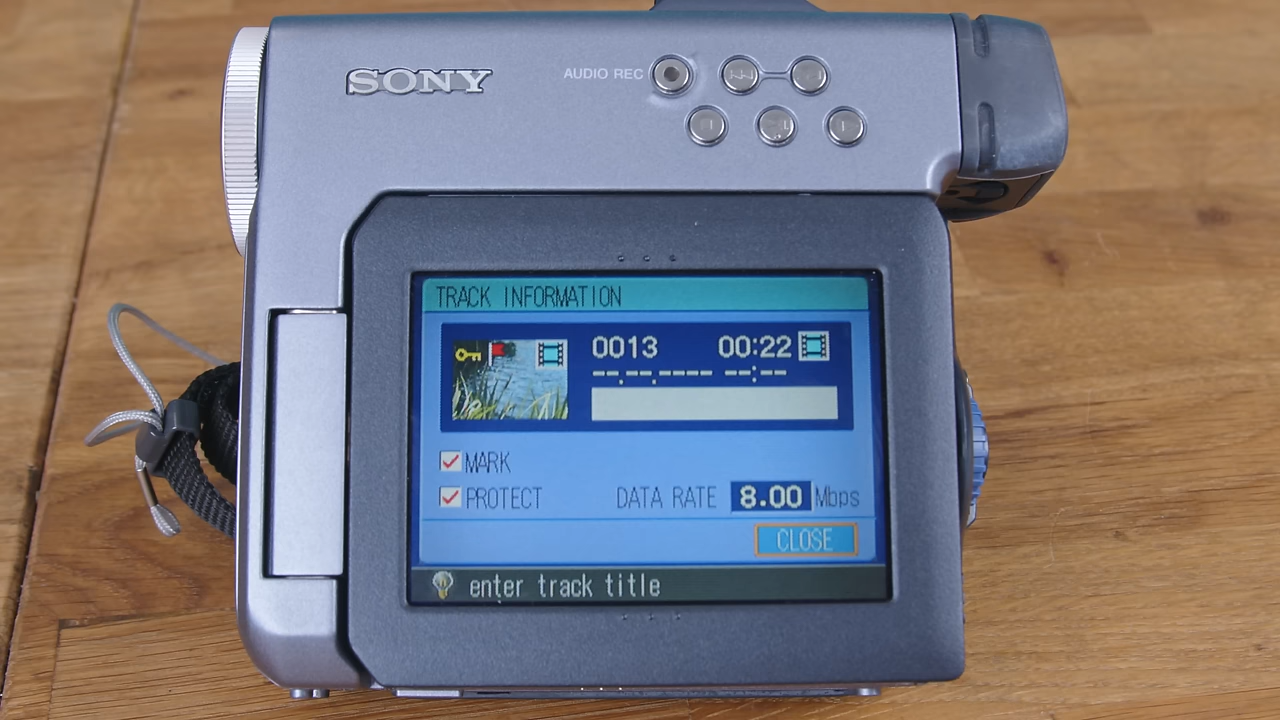 SONY
AUDIO REC
TRACK INFORMATION
0013 00:22
--.--.---- --:--
MARK
PROTECT DATA RATE 8.00 Mbps
CLOSE
enter track title